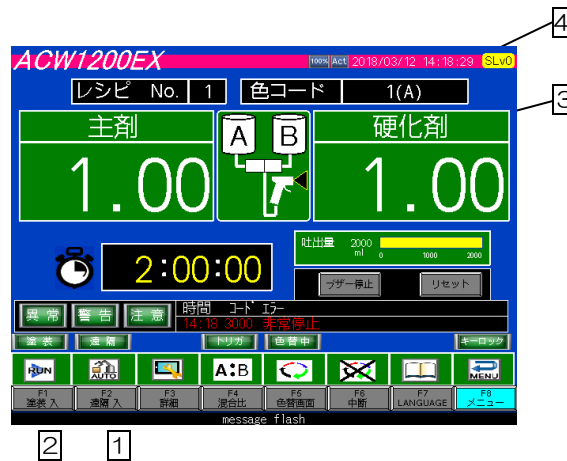 4
ACW1200EX 100% Act 2018/03/12 14:18:29 SLv0
レシピ No. 1 色コード 1(A)
3
主剤 A B 硬化剤
1.00 1.00
吐出量 2000 ml 0 1000 2000
2:00:00
ブザー停止 リセット
異常 警告 注意 時間 コード エラー
14:18 3000 非常停止
塗装 遠隔 トリガ 色替中 キーロック
RUN AUTO A:B MENU
F1 F2 F3 F4 F5 F6 F7 F8
塗装入 遠隔入 詳細 混合比 色替画面 中断 LANGUAGE メニュー
message flash
2 1